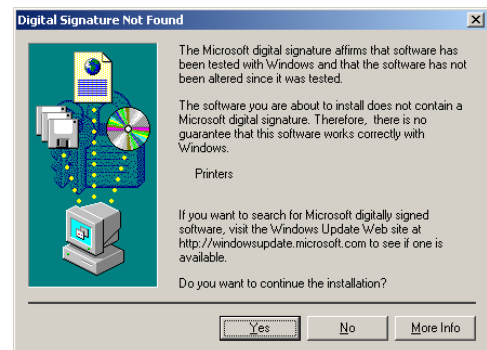 Digital Signature Not Found
The Microsoft digital signature affirms that software has
been tested with Windows and that the software has not
been altered since it was tested.
The software you are about to install does not contain a
Microsoft digital signature. Therefore, there is no
guarantee that this software works correctly with
Windows.
Printers
If you want to search for Microsoft digitally signed
software, visit the Windows Update Web site at
http://windowsupdate.microsoft.com to see if one is
available.
Do you want to continue the installation?
Yes No More Info